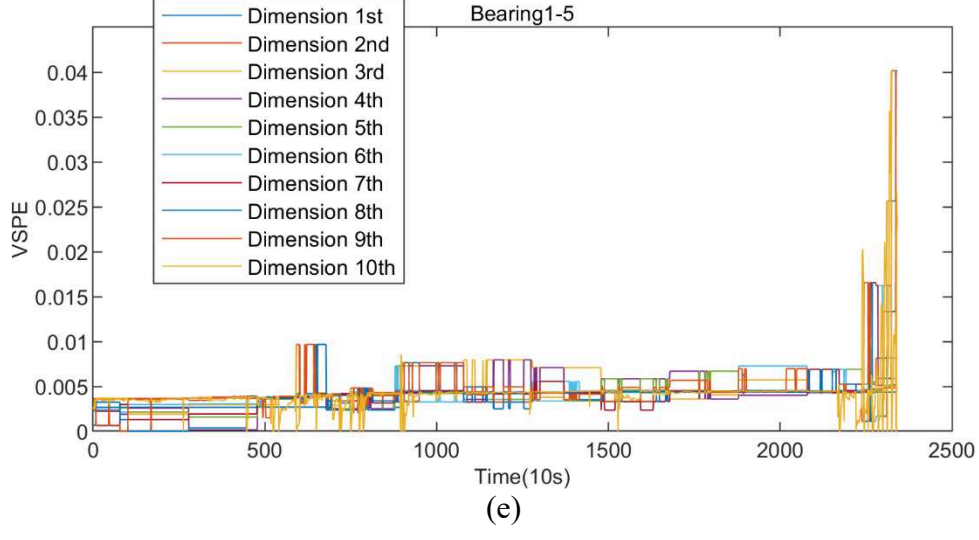 Bearing1-5
Dimension 1st
Dimension 2nd
Dimension 3rd
Dimension 4th
Dimension 5th
Dimension 6th
Dimension 7th
Dimension 8th
Dimension 9th
Dimension 10th
VSPE
0.04
0.035
0.03
0.025
0.02
0.015
0.01
0.005
0
0 500 1000 1500 2000 2500
Time(10s)
(e)